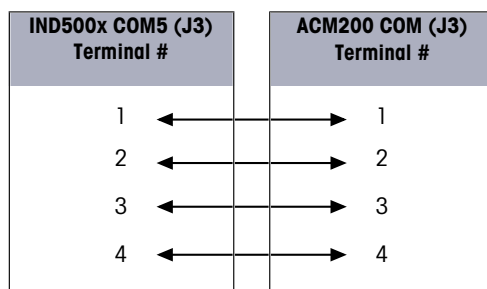 IND500x COM5 (J3) ACM200 COM (J3)
Terminal # Terminal #
1 1
2 2
3 3
4 4